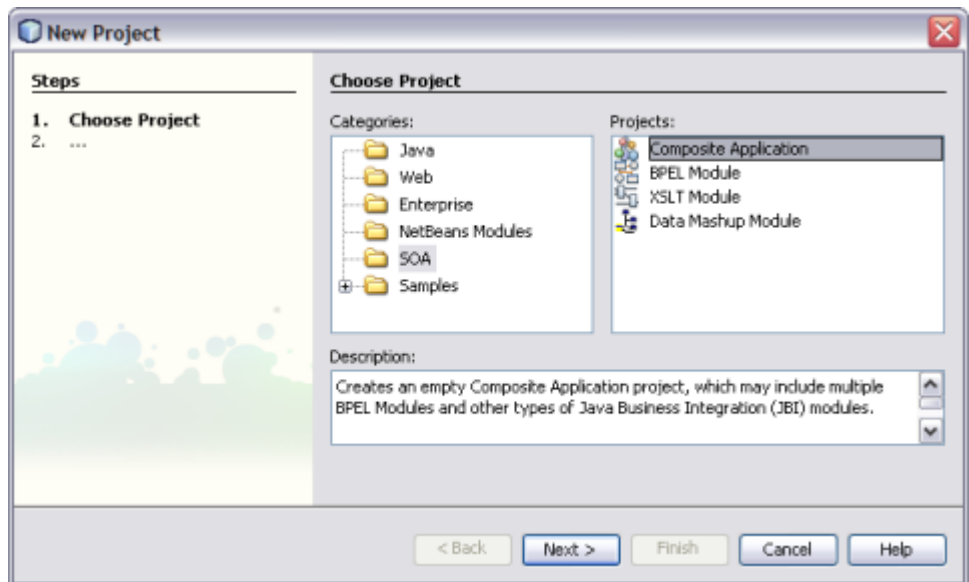 New Project
Steps
1. Choose Project
2. ...
Choose Project
Categories:
Java
Web
Enterprise
NetBeans Modules
SOA
Samples
Projects:
Composite Application
BPEL Module
XSLT Module
Data Mashup Module
Description:
Creates an empty Composite Application project, which may include multiple
BPEL Modules and other types of Java Business Integration (JBI) modules.
< Back
Next >
Finish
Cancel
Help